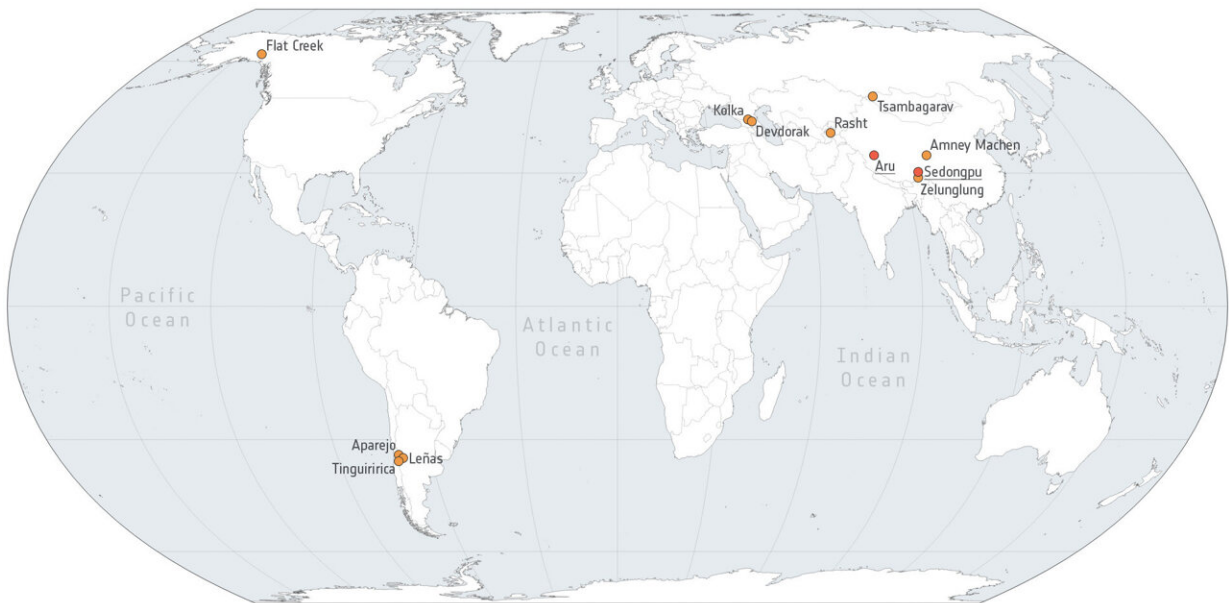 Flat Creek
Tsambagarav
Kolka
Devdorak
Rasht
Amney Machen
Aru
Sedongpu
Zelunglung
Pacific
Ocean
Atlantic
Ocean
Indian
Ocean
Aparejo
Leñas
Tinguiririca